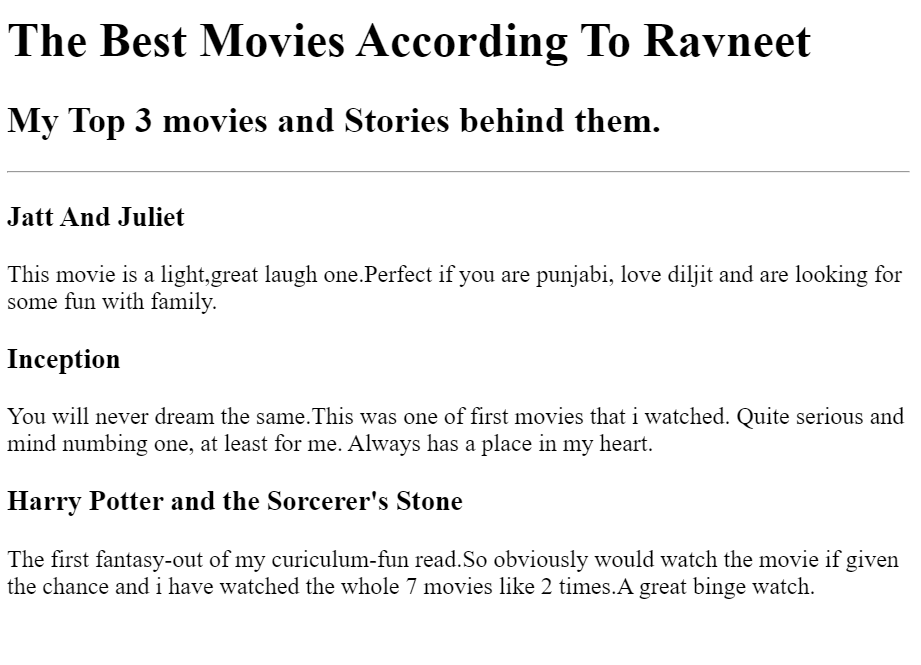 The Best Movies According To Ravneet
My Top 3 movies and Stories behind them.
Jatt And Juliet
This movie is a light,great laugh one.Perfect if you are punjabi, love diljit and are looking for
some fun with family.
Inception
You will never dream the same.This was one of first movies that i watched. Quite serious and
mind numbing one, at least for me. Always has a place in my heart.
Harry Potter and the Sorcerer's Stone
The first fantasy-out of my curiculum-fun read.So obviously would watch the movie if given
the chance and i have watched the whole 7 movies like 2 times.A great binge watch.